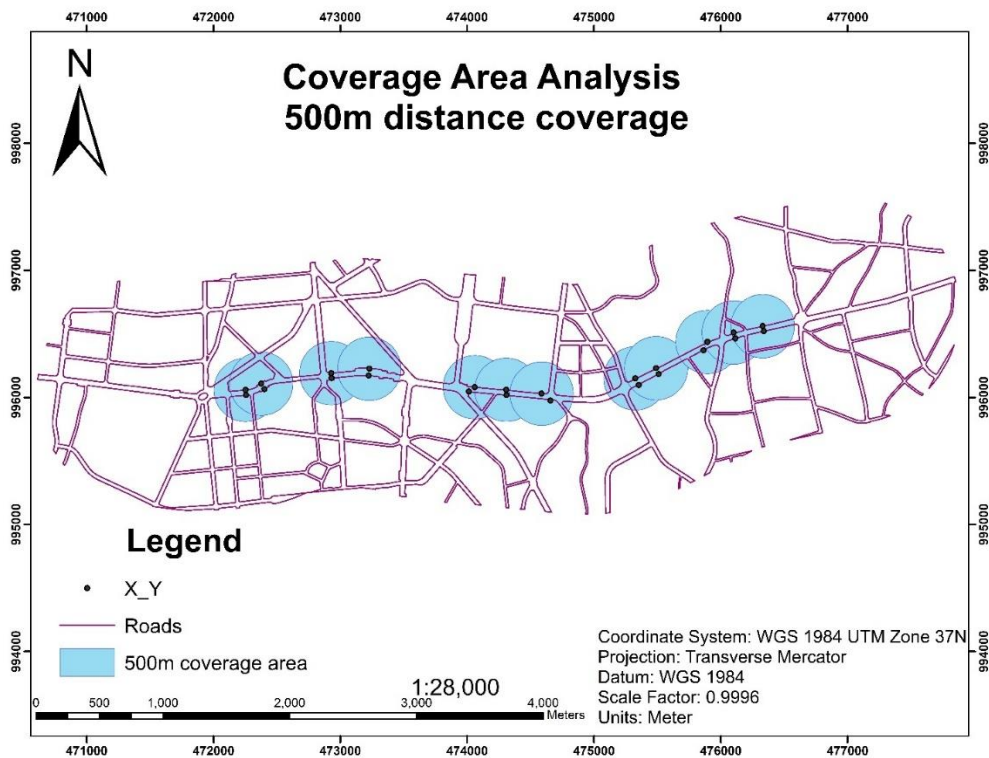 471000 472000 473000 474000 475000 476000 477000
N
Coverage Area Analysis
500m distance coverage
998000 998000
997000 997000
996000 996000
995000 995000
Legend
X_Y
Roads
500m coverage area
994000 994000
Coordinate System: WGS 1984 UTM Zone 37N
Projection: Transverse Mercator
Datum: WGS 1984
Scale Factor: 0.9996
Units: Meter
1:28,000
0 500 1,000 2,000 3,000 4,000
Meters
471000 472000 473000 474000 475000 476000 477000